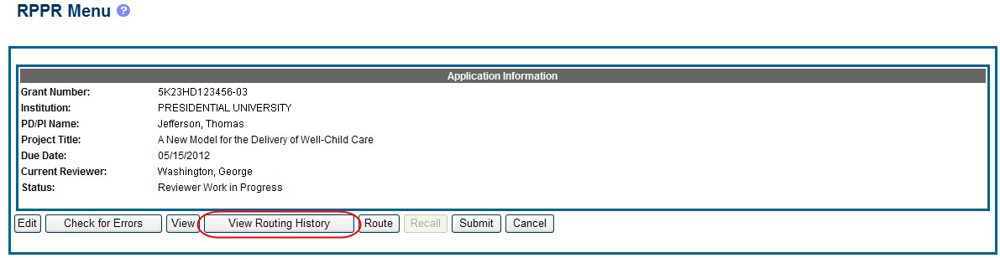 RPPR Menu ?
Application Information
Grant Number: 5K23HD123456-03
Institution: PRESIDENTIAL UNIVERSITY
PD/PI Name: Jefferson, Thomas
Project Title: A New Model for the Delivery of Well-Child Care
Due Date: 05/15/2012
Current Reviewer: Washington, George
Status: Reviewer Work in Progress
Edit Check for Errors View View Routing History Route Recall Submit Cancel